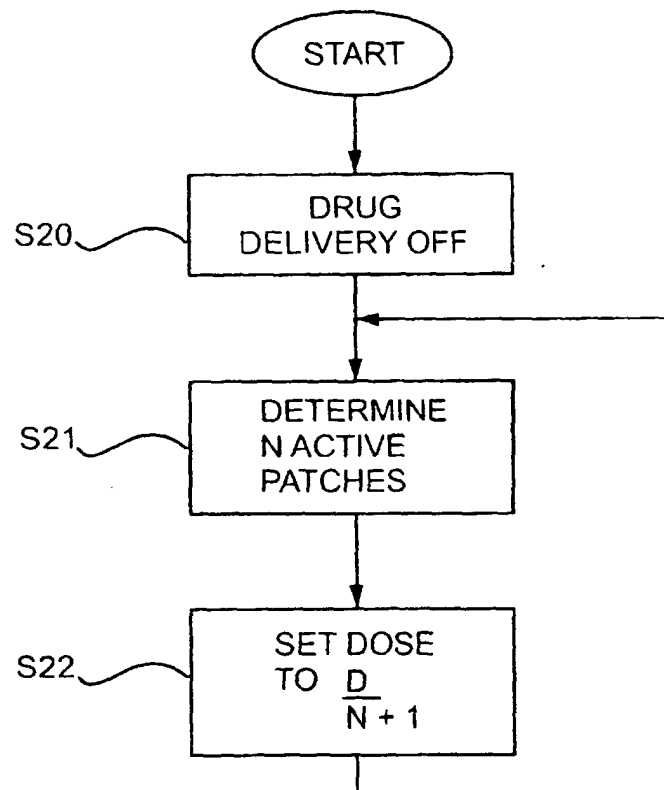 START
S20
DRUG
DELIVERY OFF
S21
DETERMINE
N ACTIVE
PATCHES
S22
SET DOSE
TO D
N + 1